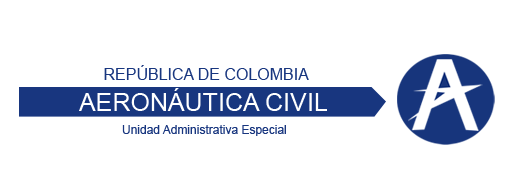 REPÚBLICA DE COLOMBIA
AERONÁUTICA CIVIL
Unidad Administrativa Especial